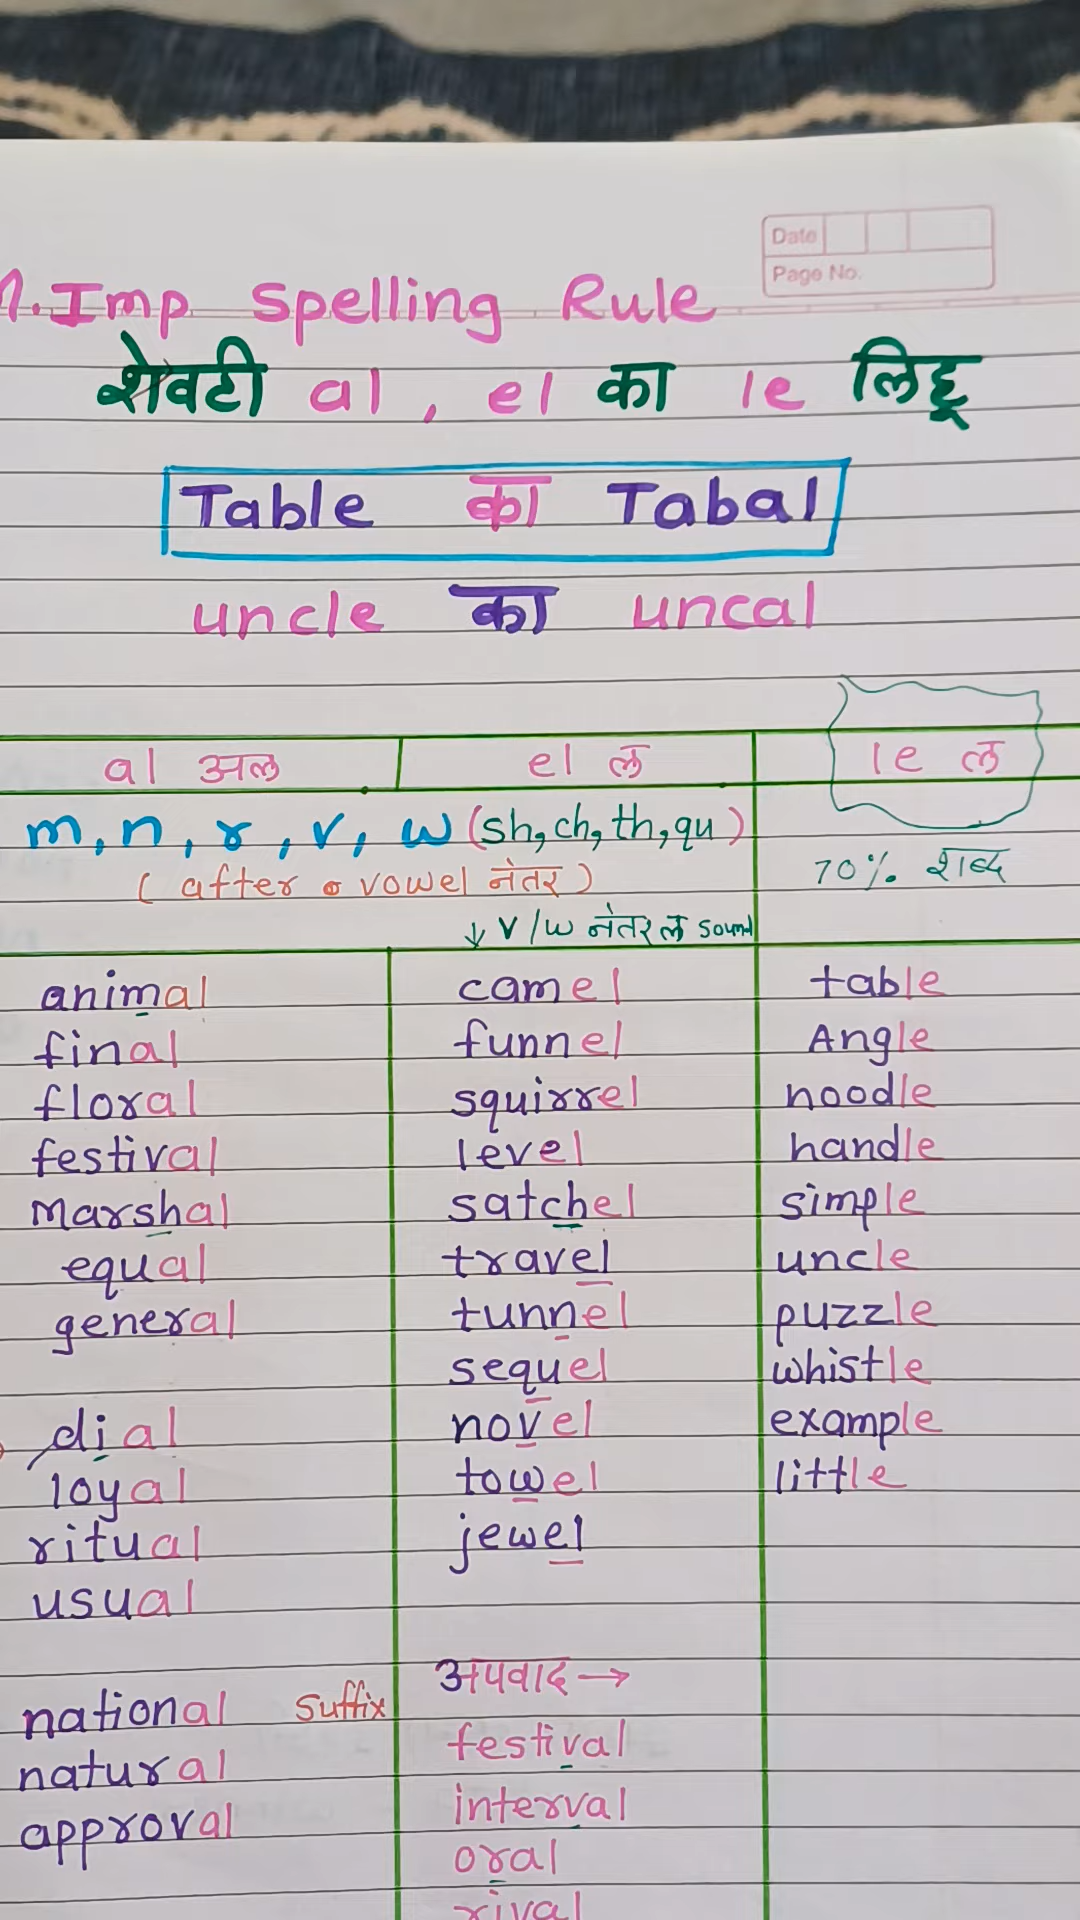 Date
Page No.
1. Imp Spelling Rule
शेवटी al, el का le लिहू
Table का Tabal
uncle का uncal
al अल el ल le ल
m, n, r, v, w (sh, ch, th, qu)
(after a vowel नंतर) 70% शब्द
↓ v/w नंतर ल sound
animal camel table
final funnel Angle
floral squirrel noodle
festival level handle
Marshal satchel simple
equal travel uncle
general tunnel puzzle
sequel whistle
dial novel example
loyal towel little
ritual jewel
usual
अपवाद →
national suffix
festival
natural
interval
approval
oral
rival